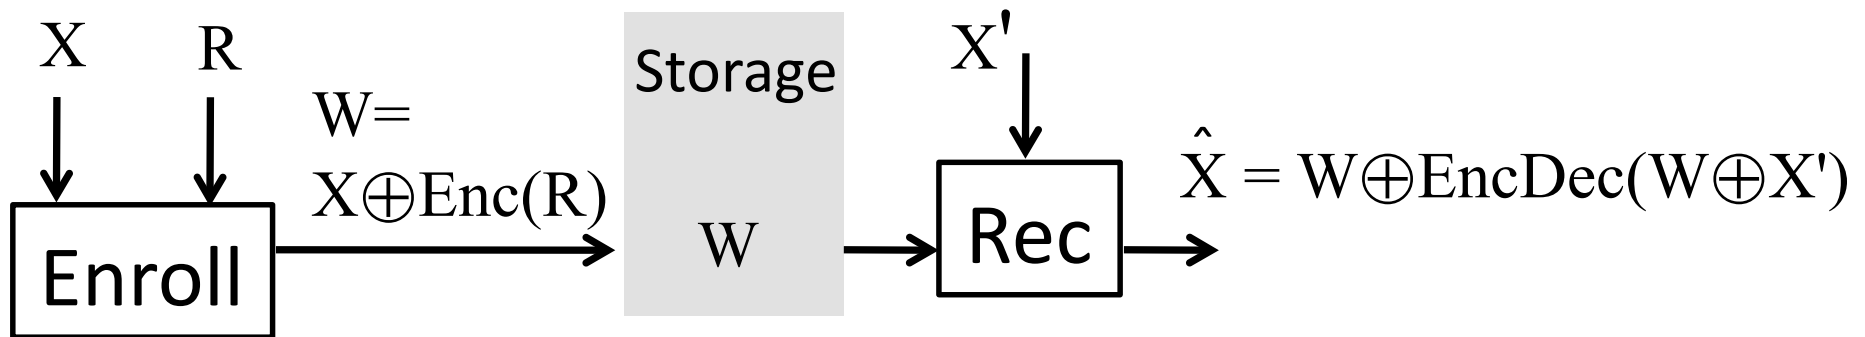 X
R
W=
X⊕Enc(R)
Enroll
Storage
W
X'
Rec
X̂ = W⊕EncDec(W⊕X')